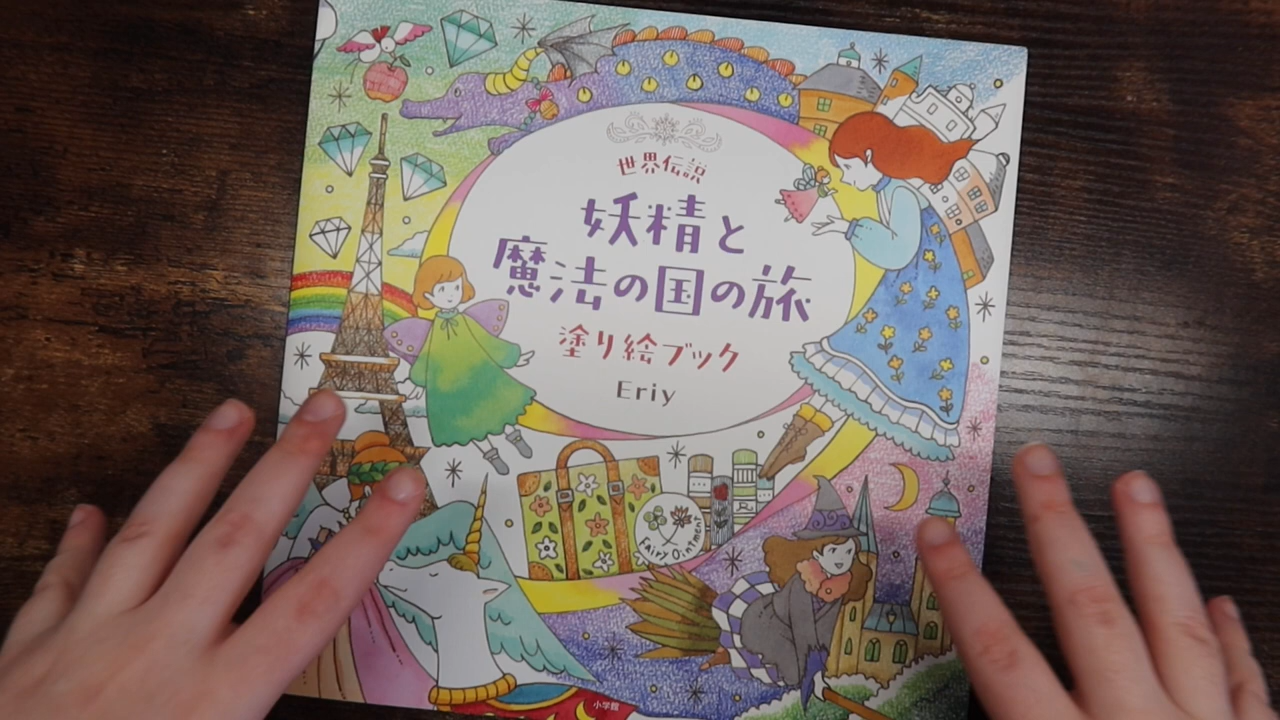 世界伝説
妖精と
魔法の国の旅
塗り絵ブック
Eriy
Fairy Ointment
小学館